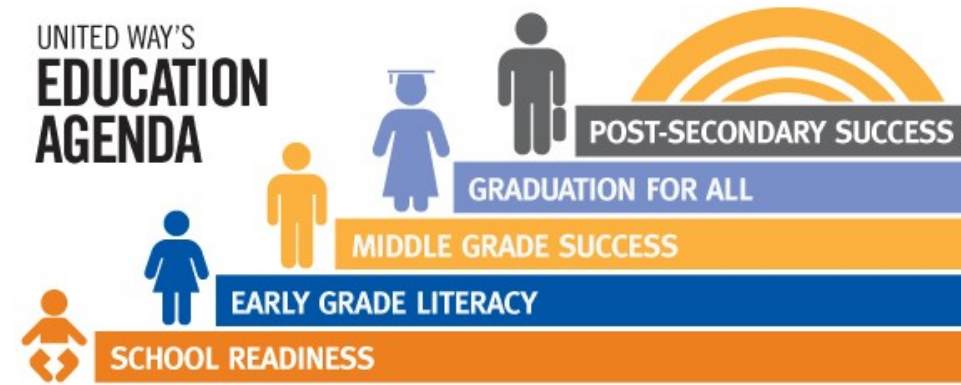 UNITED WAY'S
EDUCATION
AGENDA
POST-SECONDARY SUCCESS
GRADUATION FOR ALL
MIDDLE GRADE SUCCESS
EARLY GRADE LITERACY
SCHOOL READINESS